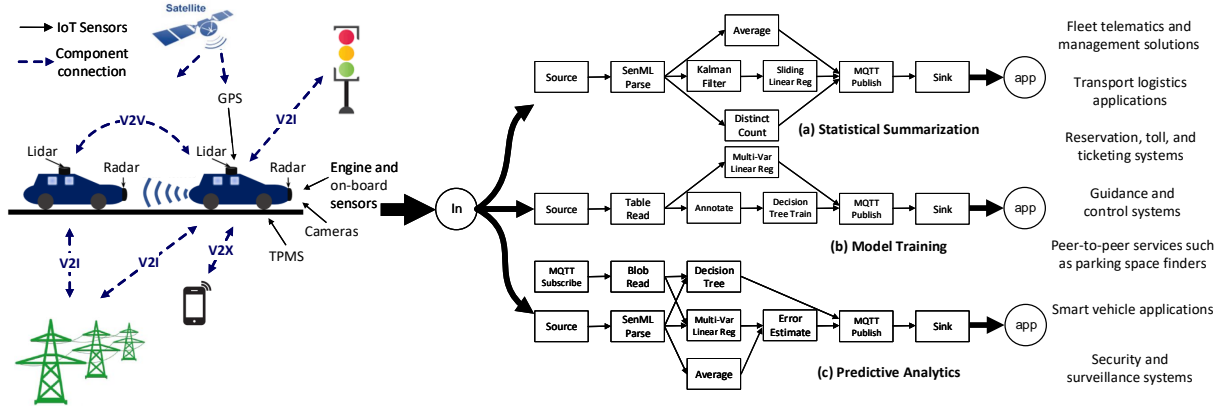 IoT Sensors
Component
connection
Satellite
GPS
V2I
V2V
Lidar
Radar
Lidar
Radar
Engine and
on-board
sensors
Cameras
TPMS
V2I
V2I
V2X
In
Source
SenML
Parse
Average
Kalman
Filter
Sliding
Linear Reg
Distinct
Count
MQTT
Publish
Sink
app
(a) Statistical Summarization
Source
Table
Read
Multi-Var
Linear Reg
Annotate
Decision
Tree Train
MQTT
Publish
Sink
app
(b) Model Training
MQTT
Subscribe
Blob
Read
Decision
Tree
Source
SenML
Parse
Multi-Var
Linear Reg
Error
Estimate
Average
MQTT
Publish
Sink
app
(c) Predictive Analytics
Fleet telematics and
management solutions
Transport logistics
applications
Reservation, toll, and
ticketing systems
Guidance and
control systems
Peer-to-peer services such
as parking space finders
Smart vehicle applications
Security and
surveillance systems